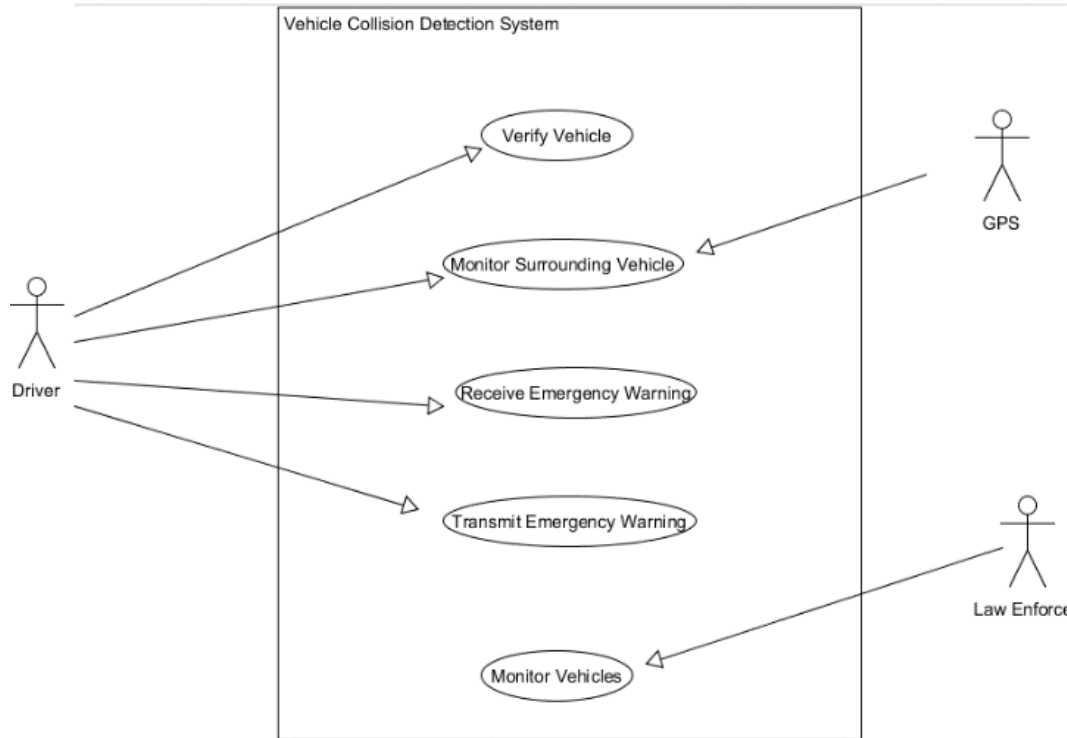 Vehicle Collision Detection System
Verify Vehicle
GPS
Monitor Surrounding Vehicle
Driver
Receive Emergency Warning
Transmit Emergency Warning
Law Enforce
Monitor Vehicles